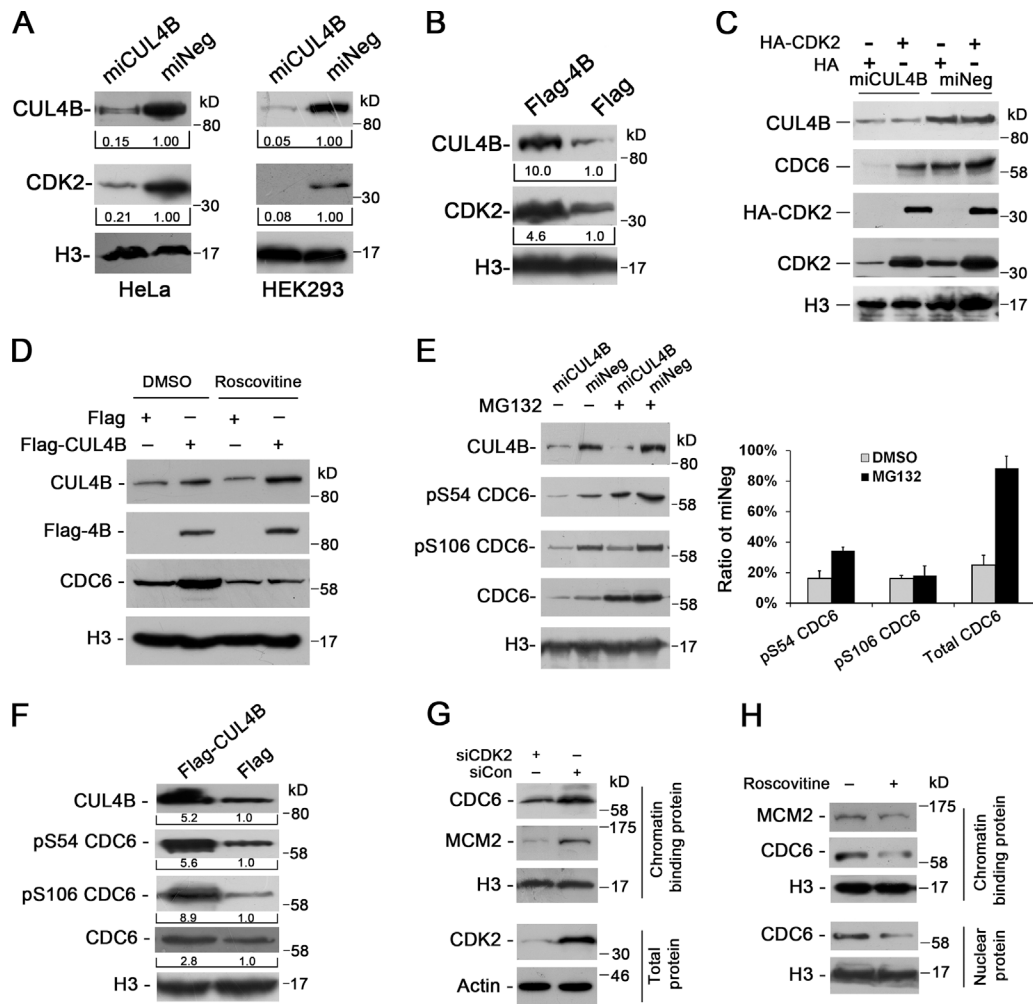 A
miCUL4B miNeg miCUL4B miNeg
CUL4B- kD
-80
0.15 1.00 0.05 1.00
CDK2-
-30
0.21 1.00 0.08 1.00
H3- -17
HeLa HEK293
kD
-80
-30
-17
B
Flag-4B Flag
CUL4B- kD
-80
10.0 1.0
CDK2- -30
4.6 1.0
H3- -17
C
HA-CDK2 - + - +
HA + - + -
miCUL4B miNeg
kD
CUL4B — -80
CDC6 — -58
HA-CDK2 — -30
CDK2 — -30
H3 — -17
D
DMSO Roscovitine
Flag + - + -
Flag-CUL4B - + - +
kD
CUL4B - -80
Flag-4B - -80
CDC6 - -58
H3 - -17
E
miCUL4B miNeg miCUL4B miNeg
MG132 - - + +
CUL4B- kD
-80
pS54 CDC6- -58
pS106 CDC6- -58
CDC6- -58
H3- -17
Ratio ot miNeg
100%
80%
60%
40%
20%
0%
DMSO
MG132
pS54 CDC6 pS106 CDC6 Total CDC6
F
Flag-CUL4B Flag
kD
CUL4B - -80
5.2 1.0
pS54 CDC6 - -58
5.6 1.0
pS106 CDC6 - -58
8.9 1.0
CDC6 -
2.8 1.0
H3 - -17
G
siCDK2 + -
siCon - +
kD
CDC6 - -58
-175
MCM2 -
H3 - -17
Chromatin
binding protein
CDK2 - -30
-46
Actin -
Total
protein
H
Roscovitine - + kD
-175
MCM2 -
CDC6 - -58
H3 - -17
Chromatin
binding protein
CDC6 - -58
H3 - -17
Nuclear
protein